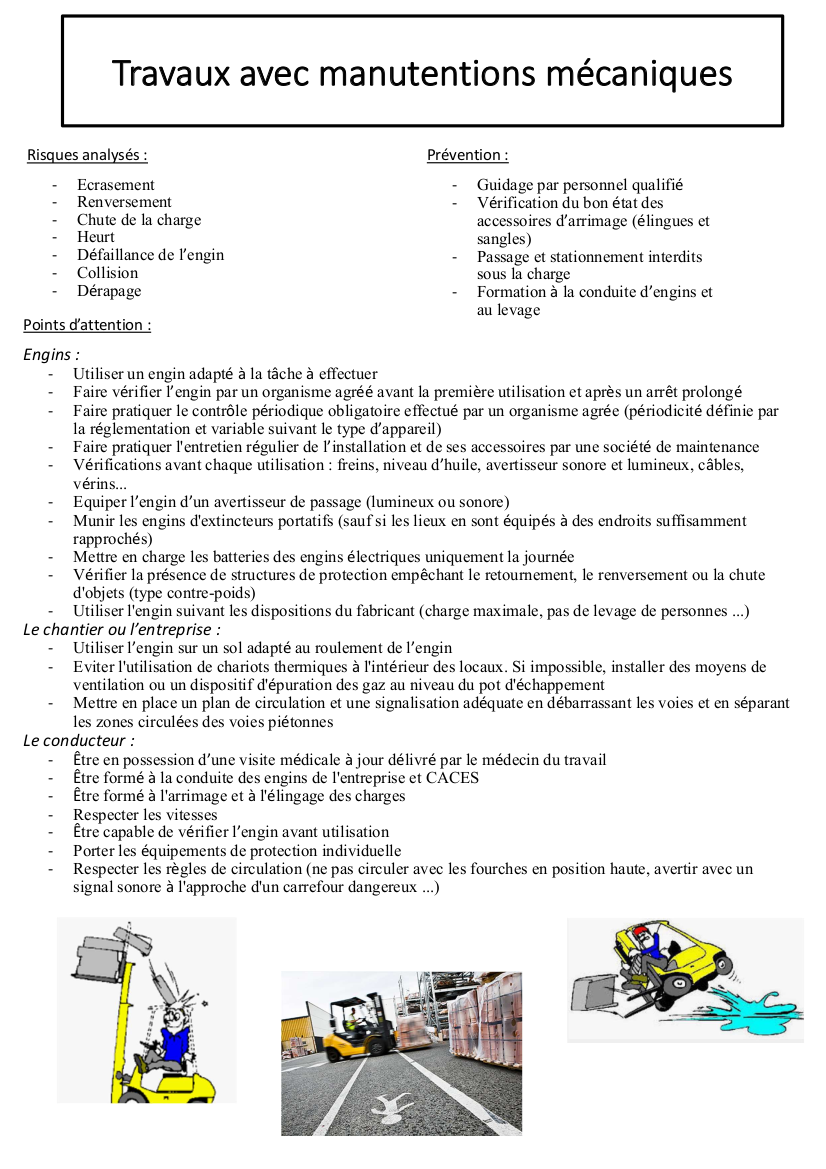 Travaux avec manutentions mécaniques
Risques analysés :
- Ecrasement
- Renversement
- Chute de la charge
- Heurt
- Défaillance de l’engin
- Collision
- Dérapage
Prévention :
- Guidage par personnel qualifié
- Vérification du bon état des
accessoires d’arrimage (élingues et
sangles)
- Passage et stationnement interdits
sous la charge
- Formation à la conduite d’engins et
au levage
Points d’attention :
Engins :
- Utiliser un engin adapté à la tâche à effectuer
- Faire vérifier l’engin par un organisme agréé avant la première utilisation et après un arrêt prolongé
- Faire pratiquer le contrôle périodique obligatoire effectué par un organisme agrée (périodicité définie par
la réglementation et variable suivant le type d’appareil)
- Faire pratiquer l'entretien régulier de l’installation et de ses accessoires par une société de maintenance
- Vérifications avant chaque utilisation : freins, niveau d’huile, avertisseur sonore et lumineux, câbles,
vérins...
- Equiper l’engin d’un avertisseur de passage (lumineux ou sonore)
- Munir les engins d'extincteurs portatifs (sauf si les lieux en sont équipés à des endroits suffisamment
rapprochés)
- Mettre en charge les batteries des engins électriques uniquement la journée
- Vérifier la présence de structures de protection empêchant le retournement, le renversement ou la chute
d'objets (type contre-poids)
- Utiliser l'engin suivant les dispositions du fabricant (charge maximale, pas de levage de personnes ...)
Le chantier ou l’entreprise :
- Utiliser l’engin sur un sol adapté au roulement de l’engin
- Eviter l'utilisation de chariots thermiques à l'intérieur des locaux. Si impossible, installer des moyens de
ventilation ou un dispositif d'épuration des gaz au niveau du pot d'échappement
- Mettre en place un plan de circulation et une signalisation adéquate en débarrassant les voies et en séparant
les zones circulées des voies piétonnes
Le conducteur :
- Être en possession d’une visite médicale à jour délivré par le médecin du travail
- Être formé à la conduite des engins de l'entreprise et CACES
- Être formé à l'arrimage et à l'élingage des charges
- Respecter les vitesses
- Être capable de vérifier l’engin avant utilisation
- Porter les équipements de protection individuelle
- Respecter les règles de circulation (ne pas circuler avec les fourches en position haute, avertir avec un
signal sonore à l'approche d'un carrefour dangereux ...)